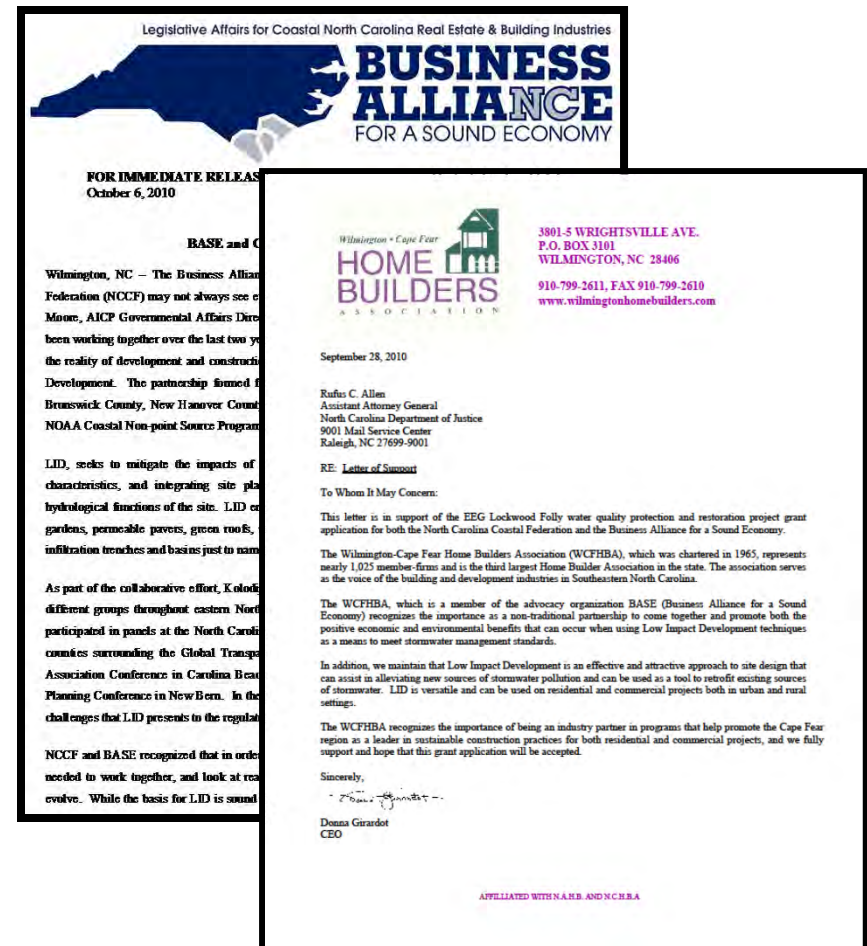 Legislative Affairs for Coastal North Carolina Real Estate & Building Industries
BUSINESS
ALLIANCE
FOR A SOUND ECONOMY
FOR IMMEDIATE RELEAS
October 6, 2010
BASE and C
Wilmington, NC – The Business Allian
Federation (NCCF) may not always see e
Moore, AICP Governmental Affairs Dire
been working together over the last two ye
the reality of development and constructi
Development. The partnership formed f
Brunswick County, New Hanover Count
NOAA Coastal Non-point Source Program
LID, seeks to mitigate the impacts of
characteristics, and integrating site pla
hydrological functions of the site. LID en
gardens, permeable pavers, green roofs,
infiltration trenches and basins just to nam
As part of the collaborative effort, Kolodi
different groups throughout eastern Nort
participated in panels at the North Caroli
counties surrounding the Global Transpa
Association Conference in Carolina Beac
Planning Conference in New Bern. In the
challenges that LID presents to the regulat
NCCF and BASE recognized that in order
needed to work together, and look at rea
evolve. While the basis for LID is sound
Wilmington • Cape Fear
HOME
BUILDERS
ASSOCIATION
3801-5 WRIGHTSVILLE AVE.
P.O. BOX 3101
WILMINGTON, NC 28406
910-799-2611, FAX 910-799-2610
www.wilmingtonhomebuilders.com
September 28, 2010
Rufus C. Allen
Assistant Attorney General
North Carolina Department of Justice
9001 Mail Service Center
Raleigh, NC 27699-9001
RE: Letter of Support
To Whom It May Concern:
This letter is in support of the EEG Lockwood Folly water quality protection and restoration project grant
application for both the North Carolina Coastal Federation and the Business Alliance for a Sound Economy.
The Wilmington-Cape Fear Home Builders Association (WCFHBA), which was chartered in 1965, represents
nearly 1,025 member-firms and is the third largest Home Builder Association in the state. The association serves
as the voice of the building and development industries in Southeastern North Carolina.
The WCFHBA, which is a member of the advocacy organization BASE (Business Alliance for a Sound
Economy) recognizes the importance as a non-traditional partnership to come together and promote both the
positive economic and environmental benefits that can occur when using Low Impact Development techniques
as a means to meet stormwater management standards.
In addition, we maintain that Low Impact Development is an effective and attractive approach to site design that
can assist in alleviating new sources of stormwater pollution and can be used as a tool to retrofit existing sources
of stormwater. LID is versatile and can be used on residential and commercial projects both in urban and rural
settings.
The WCFHBA recognizes the importance of being an industry partner in programs that help promote the Cape Fear
region as a leader in sustainable construction practices for both residential and commercial projects, and we fully
support and hope that this grant application will be accepted.
Sincerely,
Donna Girardot
Donna Girardot
CEO
AFFILLIATED WITH N.A.H.B. AND N.C.H.B.A